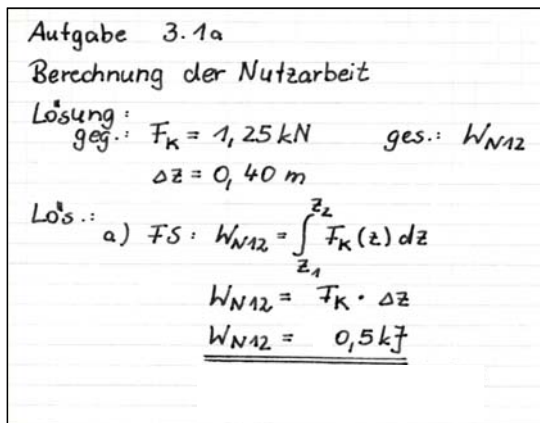 Aufgabe 3.1a
Berechnung der Nutzarbeit
Lösung:
geg.: F_K = 1,25 kN ges.: W_N12
Δz = 0,40 m
Lös.:
a) FS: W_N12 = ∫_{z_1}^{z_2} F_K(z) dz
W_N12 = F_K · Δz
W_N12 = 0,5 kJ